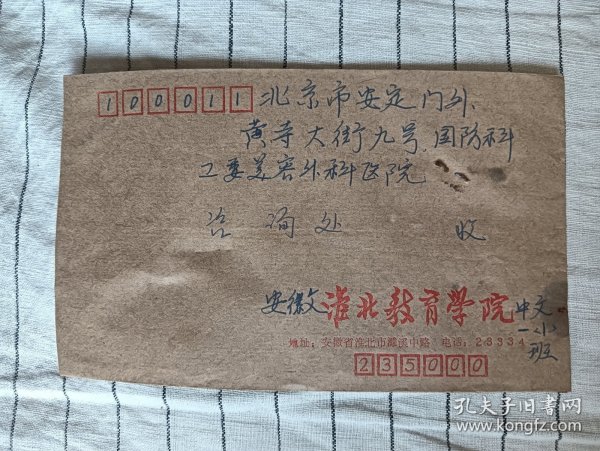 100011 北京市安定门外、
黄寺大街九号.国防科
工委美容外科医院
咨询处 收
安徽淮北教育学院中文
一小
班
地址：安徽省淮北市濉溪中路 电话：23334
235000
孔夫子旧书网
www.kongfz.com